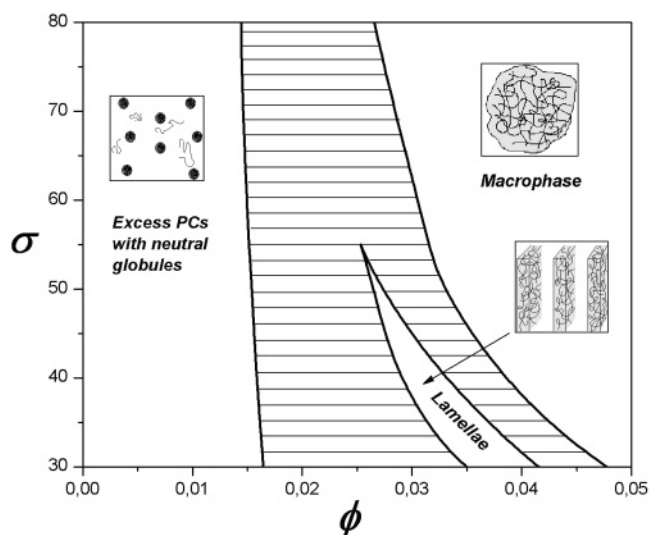 80
70
60
50
40
30
σ
Excess PCs
with neutral
globules
Macrophase
Lamellae
0,00 0,01 0,02 0,03 0,04 0,05
ϕ